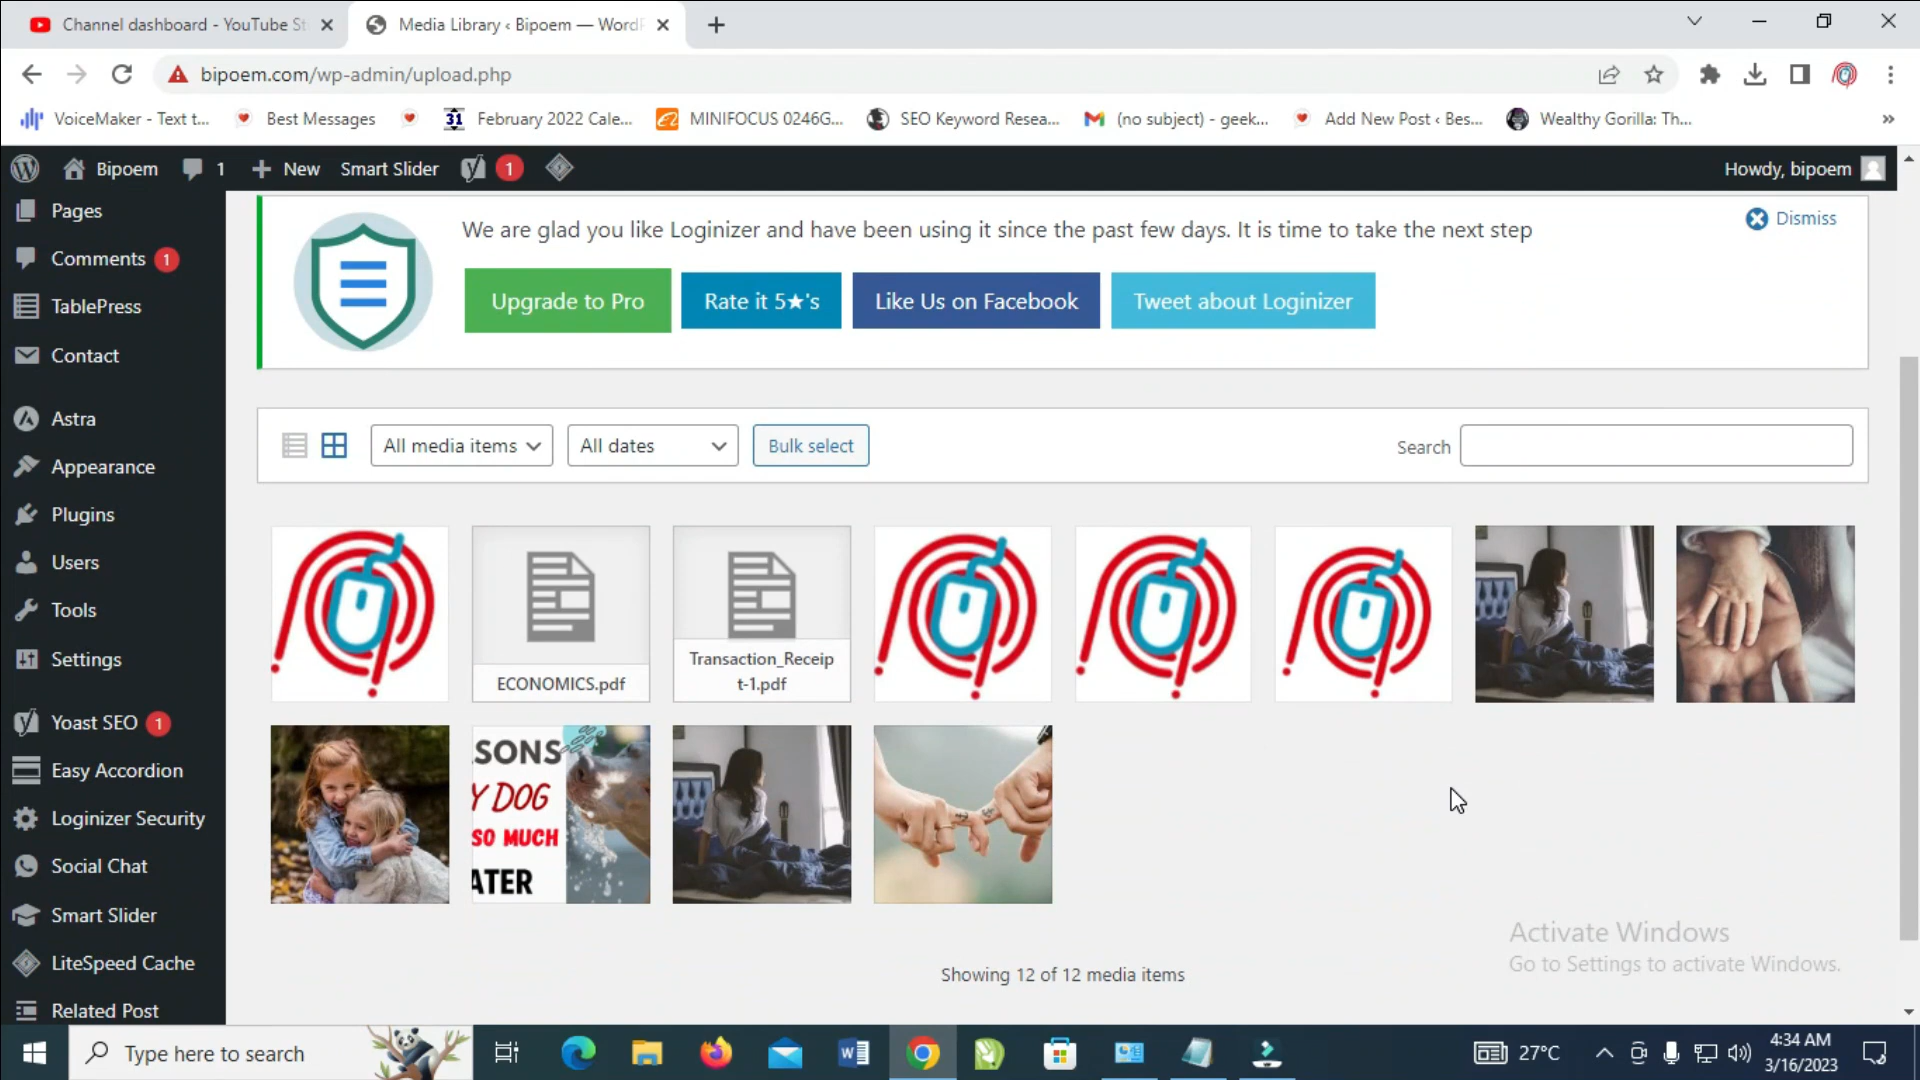 Channel dashboard - YouTube St
Media Library ‹ Bipoem — WordP
bipoem.com/wp-admin/upload.php
VoiceMaker - Text t...
Best Messages
31
February 2022 Cale...
MINIFOCUS 0246G...
SEO Keyword Resea...
(no subject) - geek...
Add New Post ‹ Bes...
Wealthy Gorilla: Th...
»
Bipoem
1
New
Smart Slider
1
Howdy, bipoem
Pages
Comments 1
TablePress
Contact
Astra
Appearance
Plugins
Users
Tools
Settings
Yoast SEO 1
Easy Accordion
Loginizer Security
Social Chat
Smart Slider
LiteSpeed Cache
Related Post
We are glad you like Loginizer and have been using it since the past few days. It is time to take the next step
Dismiss
Upgrade to Pro
Rate it 5★'s
Like Us on Facebook
Tweet about Loginizer
All media items
All dates
Bulk select
Search
ECONOMICS.pdf
Transaction_Receip
t-1.pdf
SONS
Y DOG
SO MUCH
ATER
Showing 12 of 12 media items
Activate Windows
Go to Settings to activate Windows.
Type here to search
27°C
4:34 AM
3/16/2023